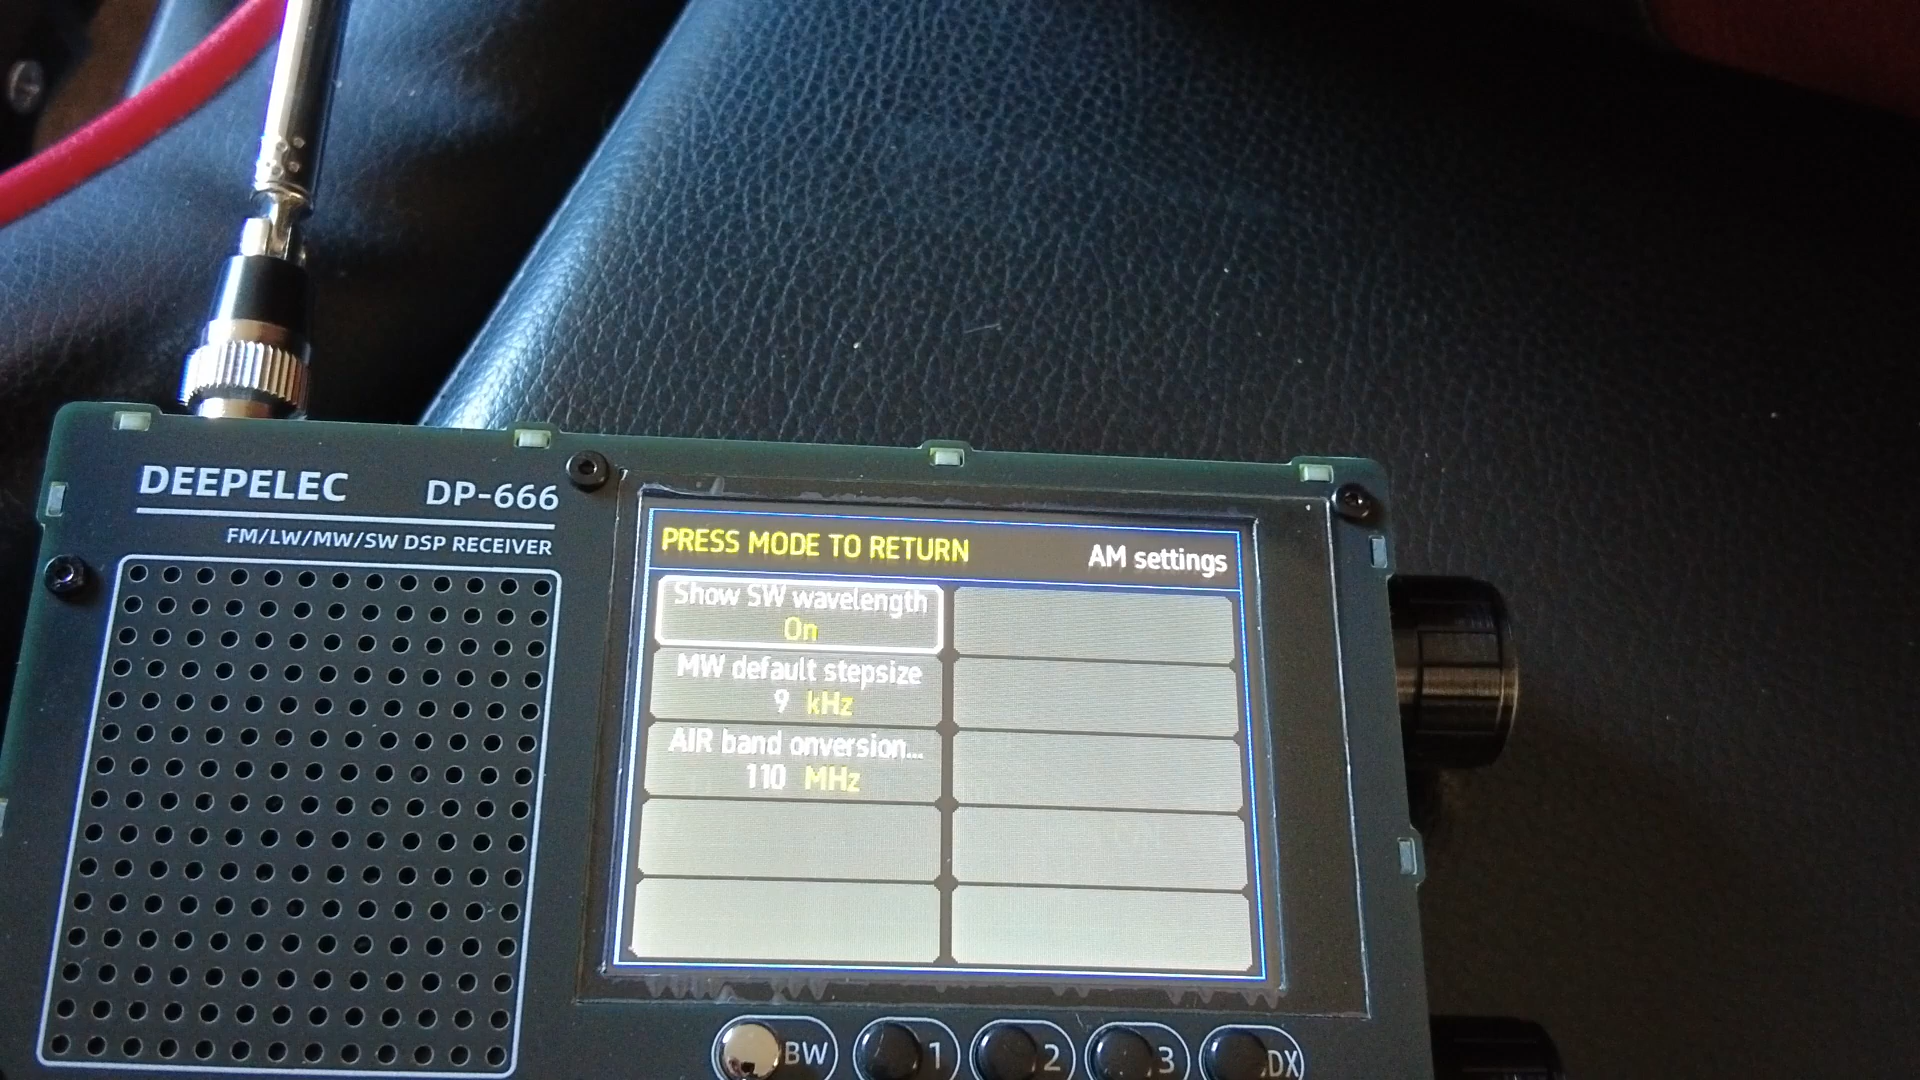 DEEPELEC DP-666
FM/LW/MW/SW DSP RECEIVER
PRESS MODE TO RETURN AM settings
Show SW wavelength
On
MW default stepsize
9 kHz
AIR band onversion...
110 MHz
BW 1 2 3 DX